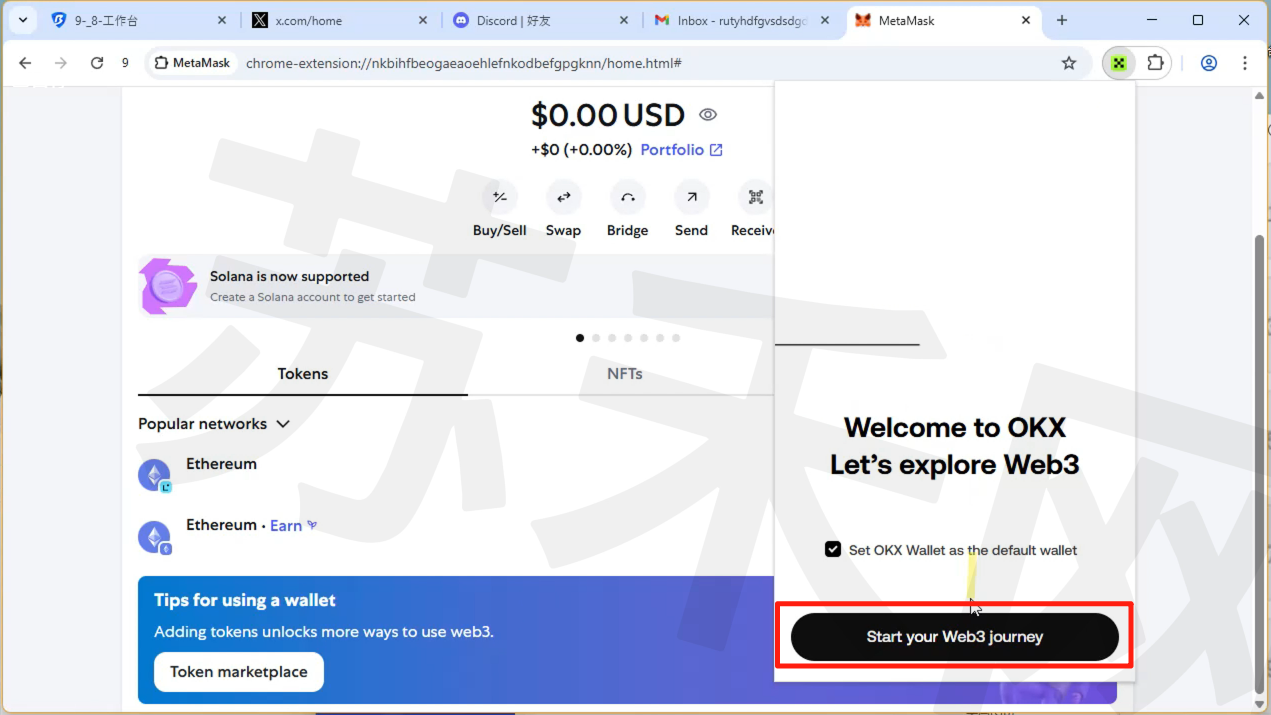 9-_8-工作台
x.com/home
Discord | 好友
Inbox - rutyhdfgvsdsdgd
MetaMask
9
MetaMask
chrome-extension://nkbihfbeogaeaoehlefnkodbefgpgknn/home.html#
$0.00 USD
+$0 (+0.00%) Portfolio
Buy/Sell
Swap
Bridge
Send
Receive
Solana is now supported
Create a Solana account to get started
Tokens
NFTs
Popular networks
Ethereum
Ethereum • Earn
Tips for using a wallet
Adding tokens unlocks more ways to use web3.
Token marketplace
Welcome to OKX
Let's explore Web3
Set OKX Wallet as the default wallet
Start your Web3 journey
苏禾网